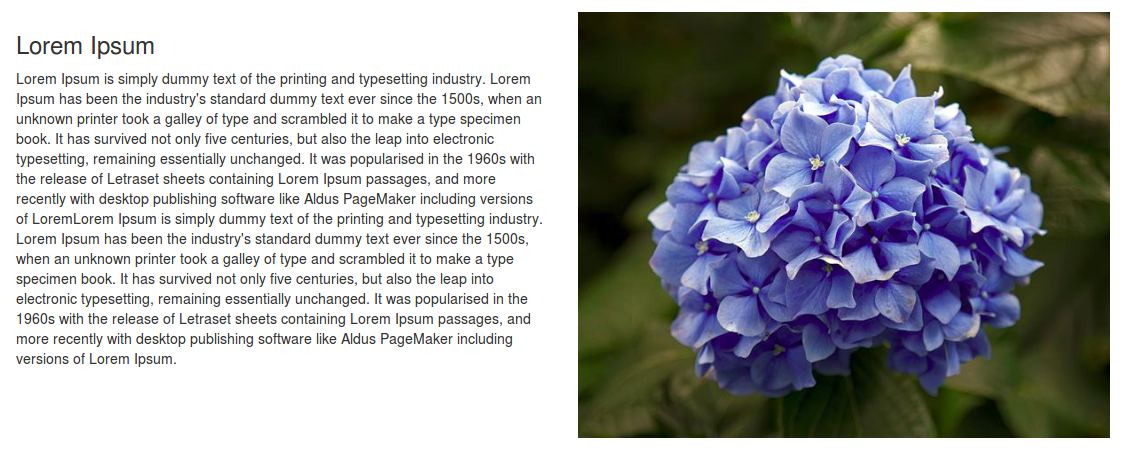 Lorem Ipsum
Lorem Ipsum is simply dummy text of the printing and typesetting industry. Lorem
Ipsum has been the industry's standard dummy text ever since the 1500s, when an
unknown printer took a galley of type and scrambled it to make a type specimen
book. It has survived not only five centuries, but also the leap into electronic
typesetting, remaining essentially unchanged. It was popularised in the 1960s with
the release of Letraset sheets containing Lorem Ipsum passages, and more
recently with desktop publishing software like Aldus PageMaker including versions
of LoremLorem Ipsum is simply dummy text of the printing and typesetting industry.
Lorem Ipsum has been the industry's standard dummy text ever since the 1500s,
when an unknown printer took a galley of type and scrambled it to make a type
specimen book. It has survived not only five centuries, but also the leap into
electronic typesetting, remaining essentially unchanged. It was popularised in the
1960s with the release of Letraset sheets containing Lorem Ipsum passages, and
more recently with desktop publishing software like Aldus PageMaker including
versions of Lorem Ipsum.